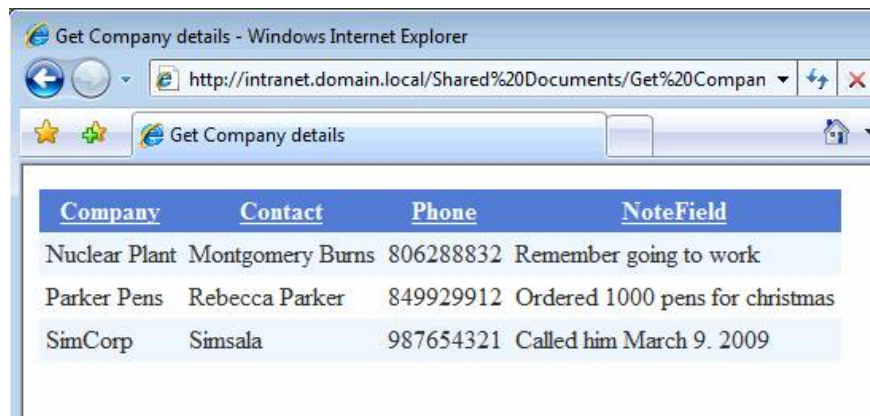 Get Company details - Windows Internet Explorer
http://intranet.domain.local/Shared%20Documents/Get%20Compan
Get Company details
Company Contact Phone NoteField
Nuclear Plant Montgomery Burns 806288832 Remember going to work
Parker Pens Rebecca Parker 849929912 Ordered 1000 pens for christmas
SimCorp Simsala 987654321 Called him March 9. 2009